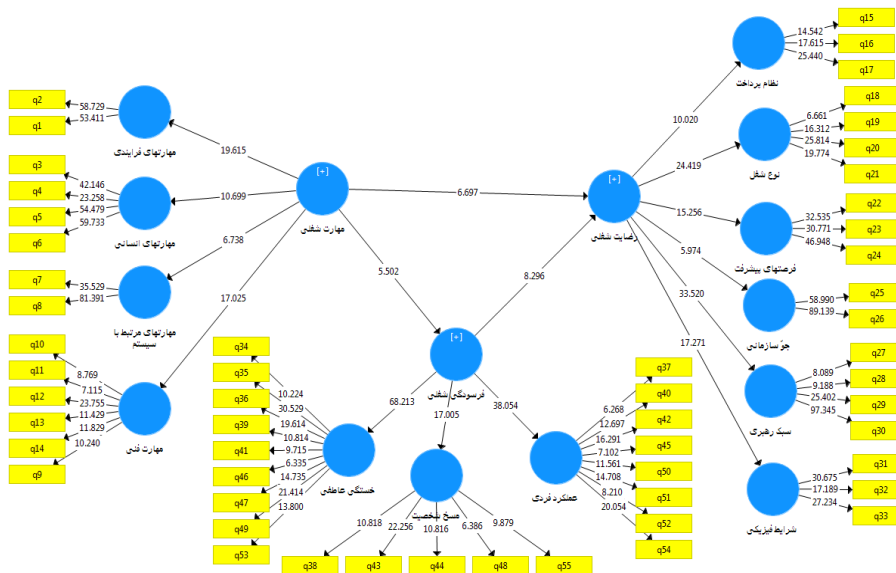 q15
14.542
q16
17.615
25.440
q17
نظام پرداخت
q2
58.729
53.411
q1
مهارتهای فرایندی
10.020
q18
6.661
q19
16.312
25.814
q20
19.774
q21
نوع شغل
19.615
24.419
q3
q4
q5
q6
42.146
23.258
54.479
59.733
مهارتهای انسانی
10.699
[+]
مهارت شغلی
6.697
[+]
رضایت شغلی
15.256
q22
q23
q24
32.535
30.771
46.948
فرصتهای پیشرفت
6.738
5.502
8.296
5.974
q7
q8
35.529
81.391
مهارتهای مرتبط با
سیستم
q25
q26
58.990
89.139
جو سازمانی
17.025
33.520
17.271
[+]
فرسودگی شغلی
q10
q11
q12
q13
q14
q9
8.769
7.115
23.755
11.429
11.829
10.240
مهارت فنی
q27
q28
q29
q30
8.089
9.188
25.402
97.345
سبک رهبری
68.213
17.005
38.054
q34
q35
q36
q39
q41
q46
q47
q49
q53
10.224
30.529
19.614
10.814
9.715
6.335
14.735
21.414
13.800
خستگی عاطفی
q37
q40
q42
q45
q50
q51
q52
q54
6.268
12.697
16.291
7.102
11.561
14.708
8.210
20.054
عملکرد فردی
q31
q32
q33
30.675
17.189
27.234
شرایط فیزیکی
مسخ شخصیت
10.818
22.256
10.816
6.386
9.879
q38
q43
q44
q48
q55